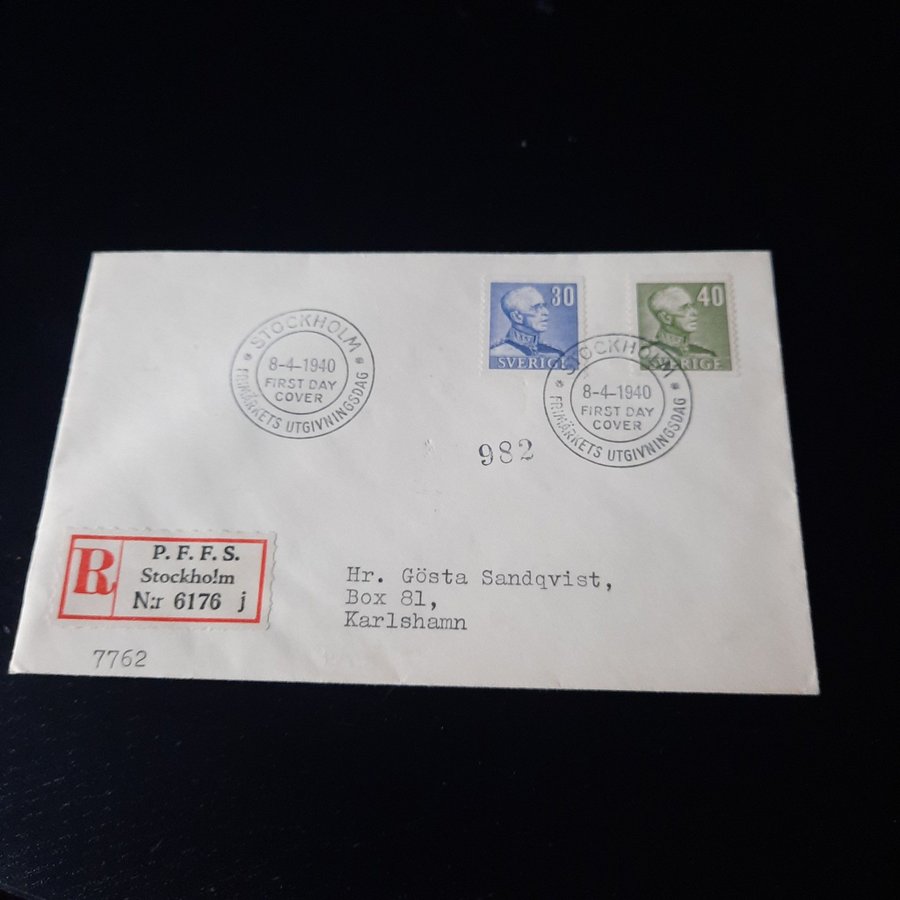 30
SVERIGE
40
SVERIGE
STOCKHOLM
8-4-1940
FIRST DAY
COVER
FRIMÄRKETS UTGIVNINGSDAG
STOCKHOLM
8-4-1940
FIRST DAY
COVER
FRIMÄRKETS UTGIVNINGSDAG
982
R
P. F. F. S.
Stockholm
N:r 6176 j
Hr. Gösta Sandqvist,
Box 81,
Karlshamn
7762